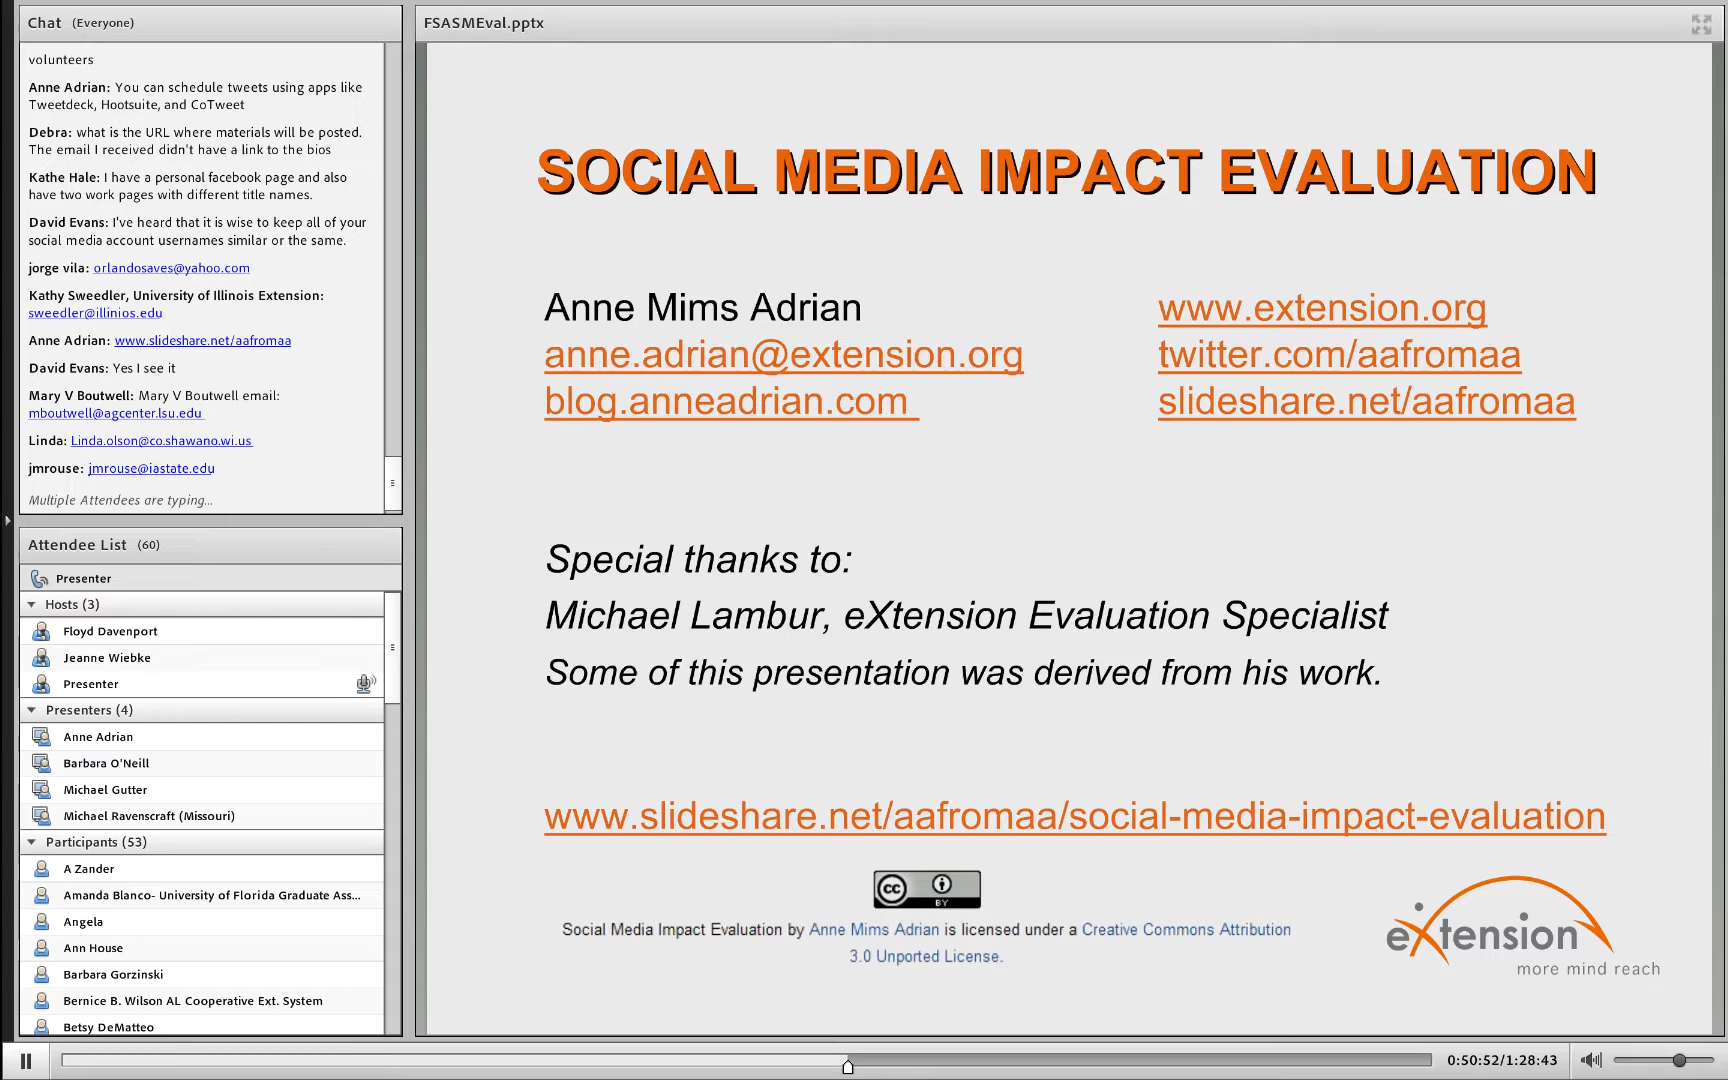 Chat (Everyone)
volunteers
Anne Adrian: You can schedule tweets using apps like
Tweetdeck, Hootsuite, and CoTweet
Debra: what is the URL where materials will be posted.
The email I received didn't have a link to the bios
Kathe Hale: I have a personal facebook page and also
have two work pages with different title names.
David Evans: I've heard that it is wise to keep all of your
social media account usernames similar or the same.
jorge vila: orlandosaves@yahoo.com
Kathy Sweedler, University of Illinois Extension:
sweedler@illinios.edu
Anne Adrian: www.slideshare.net/aafromaa
David Evans: Yes I see it
Mary V Boutwell: Mary V Boutwell email:
mboutwell@agcenter.lsu.edu
Linda: Linda.olson@co.shawano.wi.us
jmrouse: jmrouse@iastate.edu
Multiple Attendees are typing...
Attendee List (60)
Presenter
Hosts (3)
Floyd Davenport
Jeanne Wiebke
Presenter
Presenters (4)
Anne Adrian
Barbara O'Neill
Michael Gutter
Michael Ravenscraft (Missouri)
Participants (53)
A Zander
Amanda Blanco- University of Florida Graduate Ass...
Angela
Ann House
Barbara Gorzinski
Bernice B. Wilson AL Cooperative Ext. System
Betsy DeMatteo
FSASMEval.pptx
SOCIAL MEDIA IMPACT EVALUATION
Anne Mims Adrian
anne.adrian@extension.org
blog.anneadrian.com
www.extension.org
twitter.com/aafromaa
slideshare.net/aafromaa
Special thanks to:
Michael Lambur, eXtension Evaluation Specialist
Some of this presentation was derived from his work.
www.slideshare.net/aafromaa/social-media-impact-evaluation
cc BY
Social Media Impact Evaluation by Anne Mims Adrian is licensed under a Creative Commons Attribution
3.0 Unported License.
eXtension
more mind reach
0:50:52/1:28:43